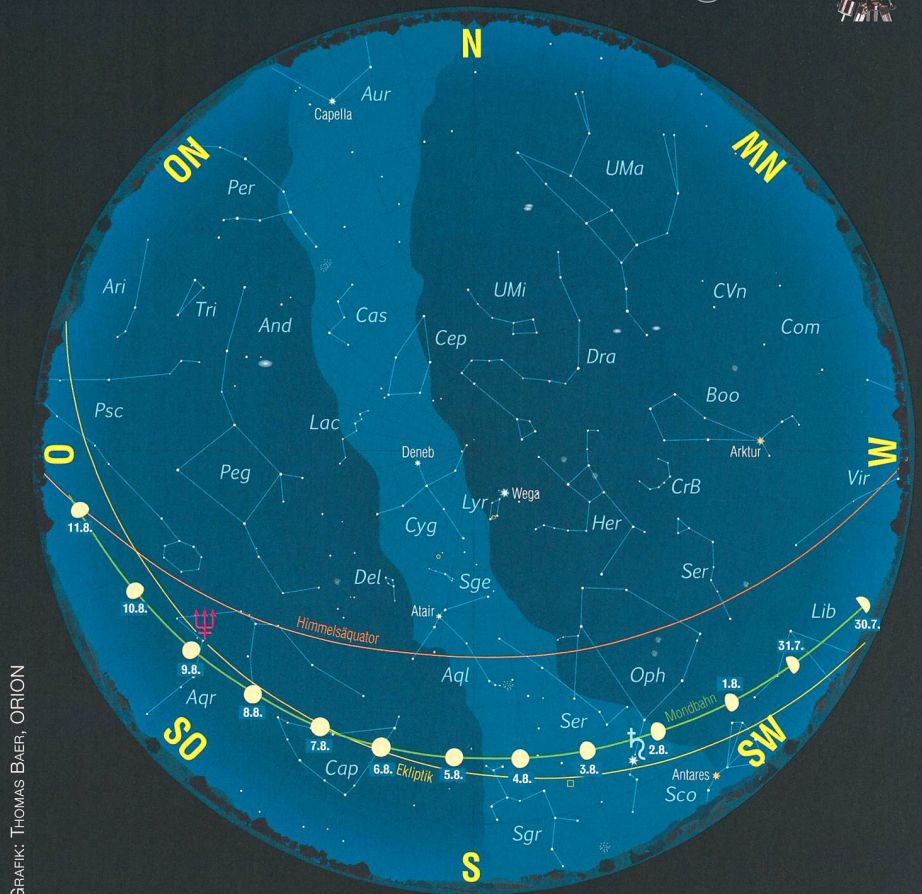 N
Aur
Capella
NO
NW
Per
UMa
Ari
Tri
UMi
CVn
And
Cas
Com
Cep
Dra
Boo
Psc
Lac
Arktur
O
Deneb
W
Peg
Vir
CrB
Lyr
Wega
Cyg
Her
11.8.
Del
Sge
Ser
10.8.
Atair
Lib
30.7.
Himmelsäquator
31.7.
9.8.
Aql
Oph
1.8.
Aqr
8.8.
Mondbahn
Ser
SO
7.8.
SW
2.8.
Cap
6.8.
Ekliptik
5.8.
4.8.
3.8.
Antares
Sco
Sgr
S
GRAFIK: THOMAS BAER, ORION